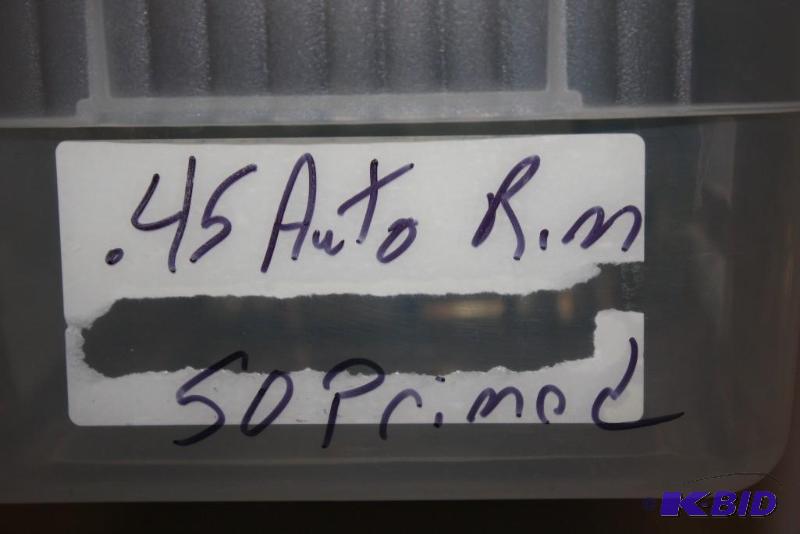 .45 Auto Rim
50 Primed
K-BID